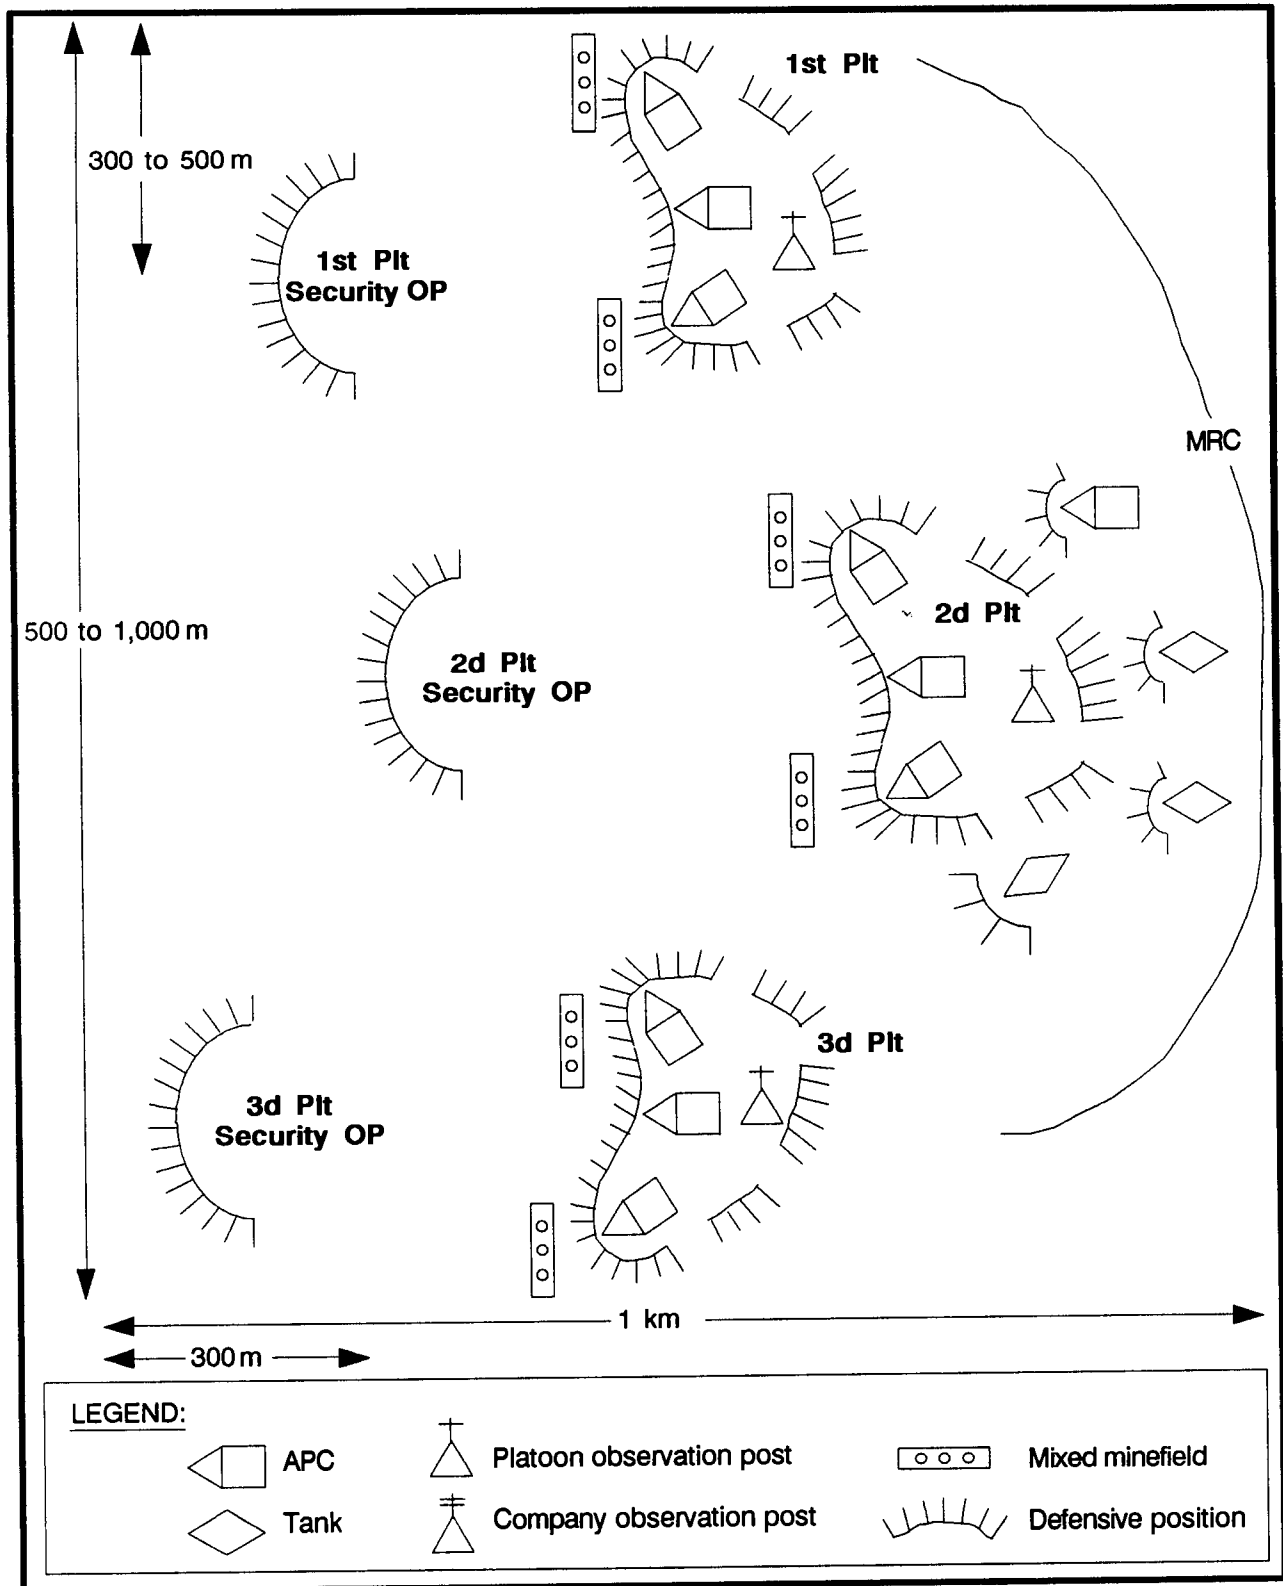 1st Plt
300 to 500 m
1st Plt
Security OP
MRC
2d Plt
500 to 1,000 m
2d Plt
Security OP
3d Plt
3d Plt
Security OP
1 km
300 m
LEGEND:
APC
Platoon observation post
Mixed minefield
Tank
Company observation post
Defensive position